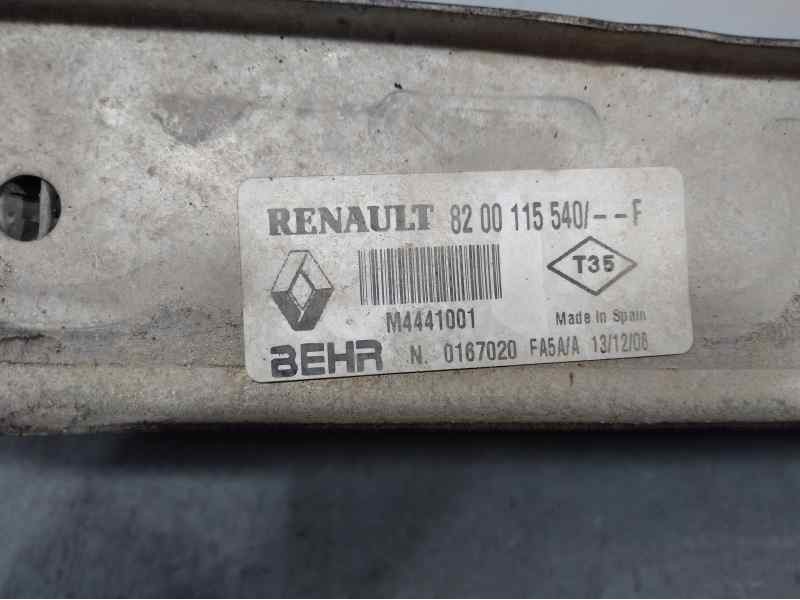 RENAULT 82 00 115 540/--F
T35
M4441001
Made in Spain
BEHR N. 0167020 FA5A/A 13/12/06